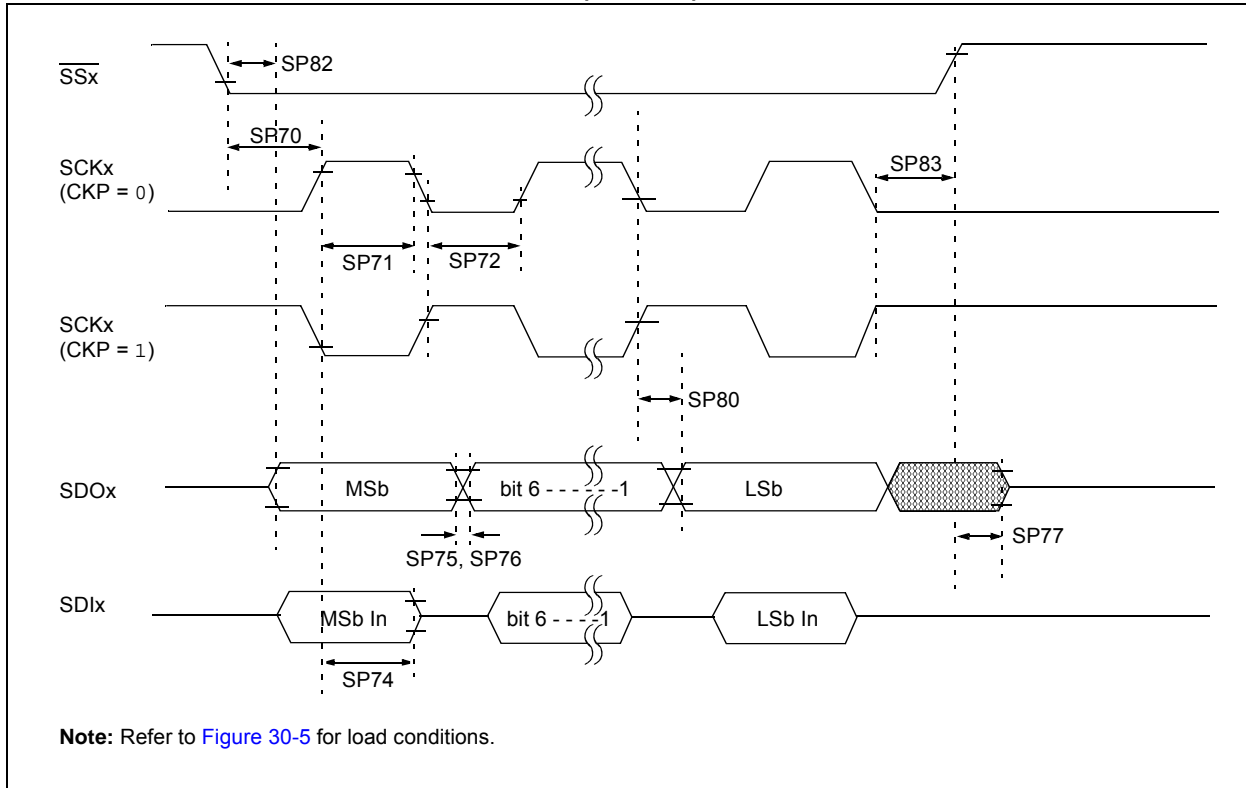 SSx
SP82
SP70
SCKx
(CKP = 0)
SP83
SP71
SP72
SCKx
(CKP = 1)
SP80
SDOx
MSb
bit 6 - - - - - -1
LSb
SP75, SP76
SP77
SDIx
MSb In
bit 6 - - - -1
LSb In
SP74
Note: Refer to Figure 30-5 for load conditions.